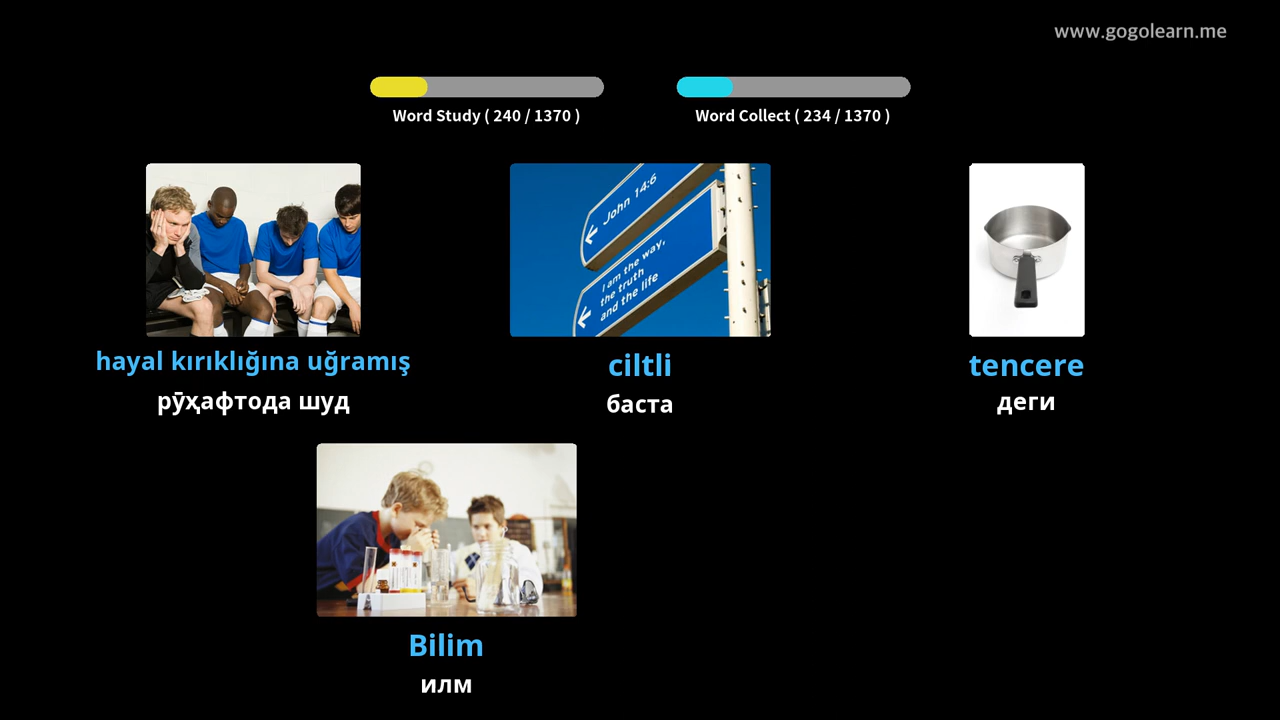 www.gogolearn.me
Word Study ( 240 / 1370 )
Word Collect ( 234 / 1370 )
John 14:6
I am the way,
the truth
and the life
hayal kırıklığına uğramış
рӯҳафтода шуд
ciltli
баста
tencere
деги
Bilim
илм